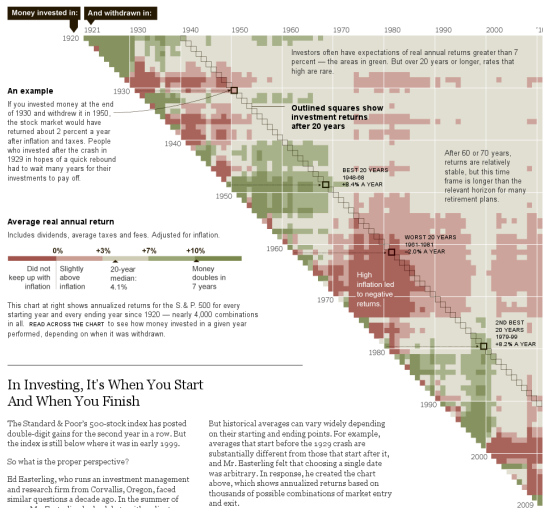 Money invested in:
And withdrawn in:
1920
1921
1930
1940
1950
1960
1970
1980
1990
2000
'10
Investors often have expectations of real annual returns greater than 7
percent — the areas in green. But over 20 years or longer, rates that
high are rare.
An example
If you invested money at the end
of 1930 and withdrew it in 1950,
the stock market would have
returned about 2 percent a year
after inflation and taxes. People
who invested after the crash in
1929 in hopes of a quick rebound
had to wait many years for their
investments to pay off.
1930
1940
1950
1960
1970
1980
1990
2000
2009
Outlined squares show
investment returns
after 20 years
After 60 or 70 years,
returns are relatively
stable, but this time
frame is longer than the
relevant horizon for many
retirement plans.
BEST 20 YEARS
1948-68
+8.4% A YEAR
WORST 20 YEARS
1961-1981
-2.0% A YEAR
High
inflation led
to negative
returns.
2ND BEST
20 YEARS
1979-99
+8.2% A YEAR
Average real annual return
Includes dividends, average taxes and fees. Adjusted for inflation.
0%
+3%
+7%
+10%
Did not
keep up with
inflation
Slightly
above
inflation
20-year
median:
4.1%
Money
doubles in
7 years
This chart at right shows annualized returns for the S.& P. 500 for every
starting year and every ending year since 1920 — nearly 4,000 combinations
in all. READ ACROSS THE CHART to see how money invested in a given year
performed, depending on when it was withdrawn.
In Investing, It's When You Start
And When You Finish
The Standard & Poor's 500-stock index has posted
double-digit gains for the second year in a row. But
the index is still below where it was in early 1999.
So what is the proper perspective?
Ed Easterling, who runs an investment management
and research firm from Corvallis, Oregon, faced
similar questions a decade ago. In the summer of
But historical averages can vary widely depending
on their starting and ending points. For example,
averages that start before the 1929 crash are
substantially different from those that start after it,
and Mr. Easterling felt that choosing a single date
was arbitrary. In response, he created the chart
above, which shows annualized returns based on
thousands of possible combinations of market entry
and exit.